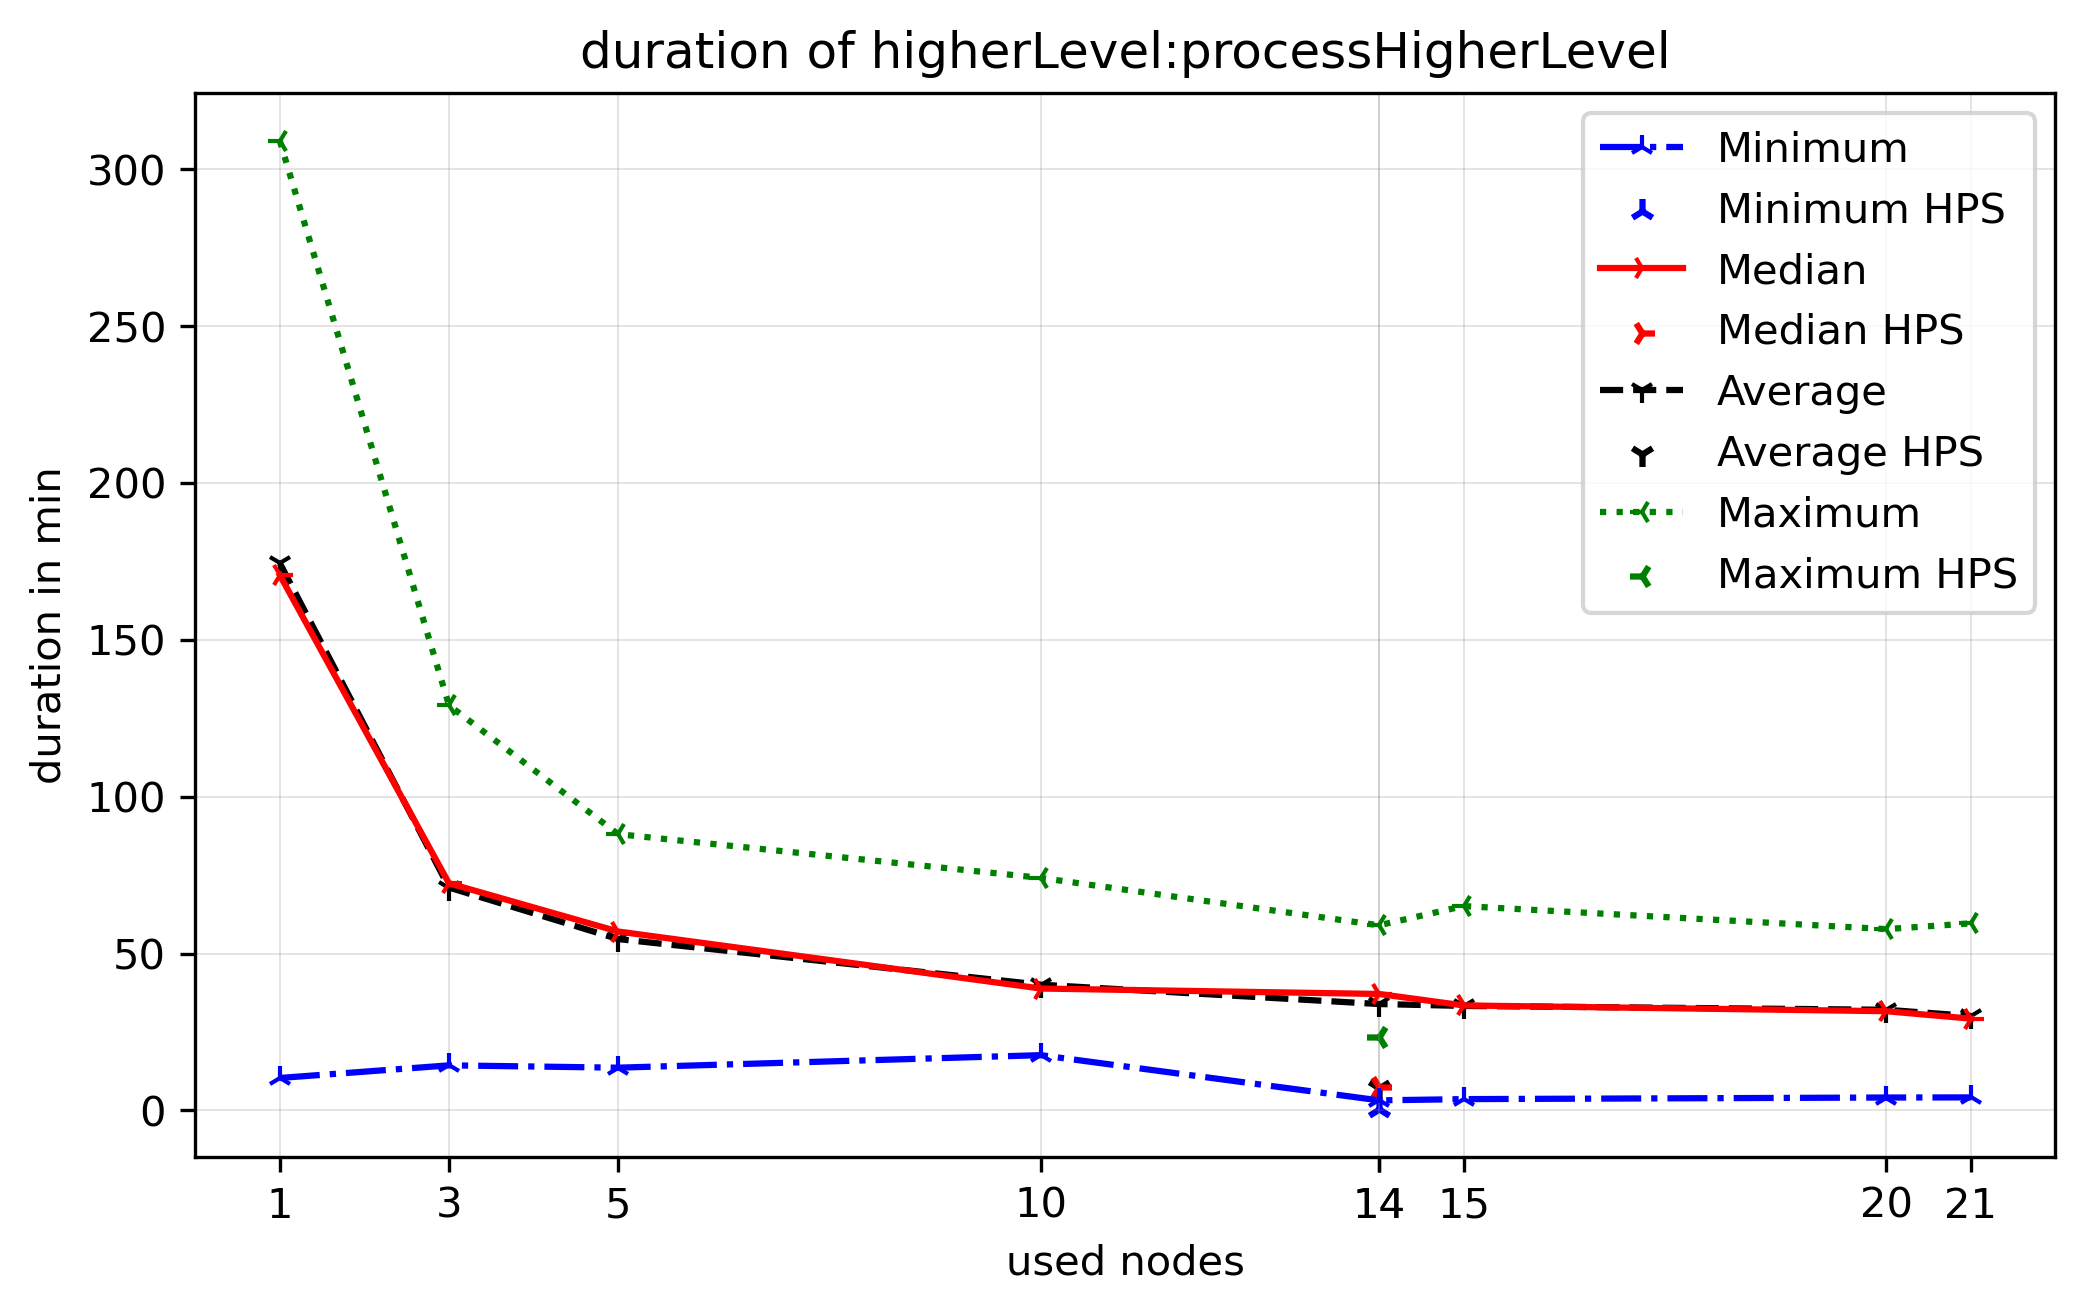 duration of higherLevel:processHigherLevel
duration in min
300
250
200
150
100
50
0
1 3 5 10 14 15 20 21
used nodes
Minimum
Minimum HPS
Median
Median HPS
Average
Average HPS
Maximum
Maximum HPS